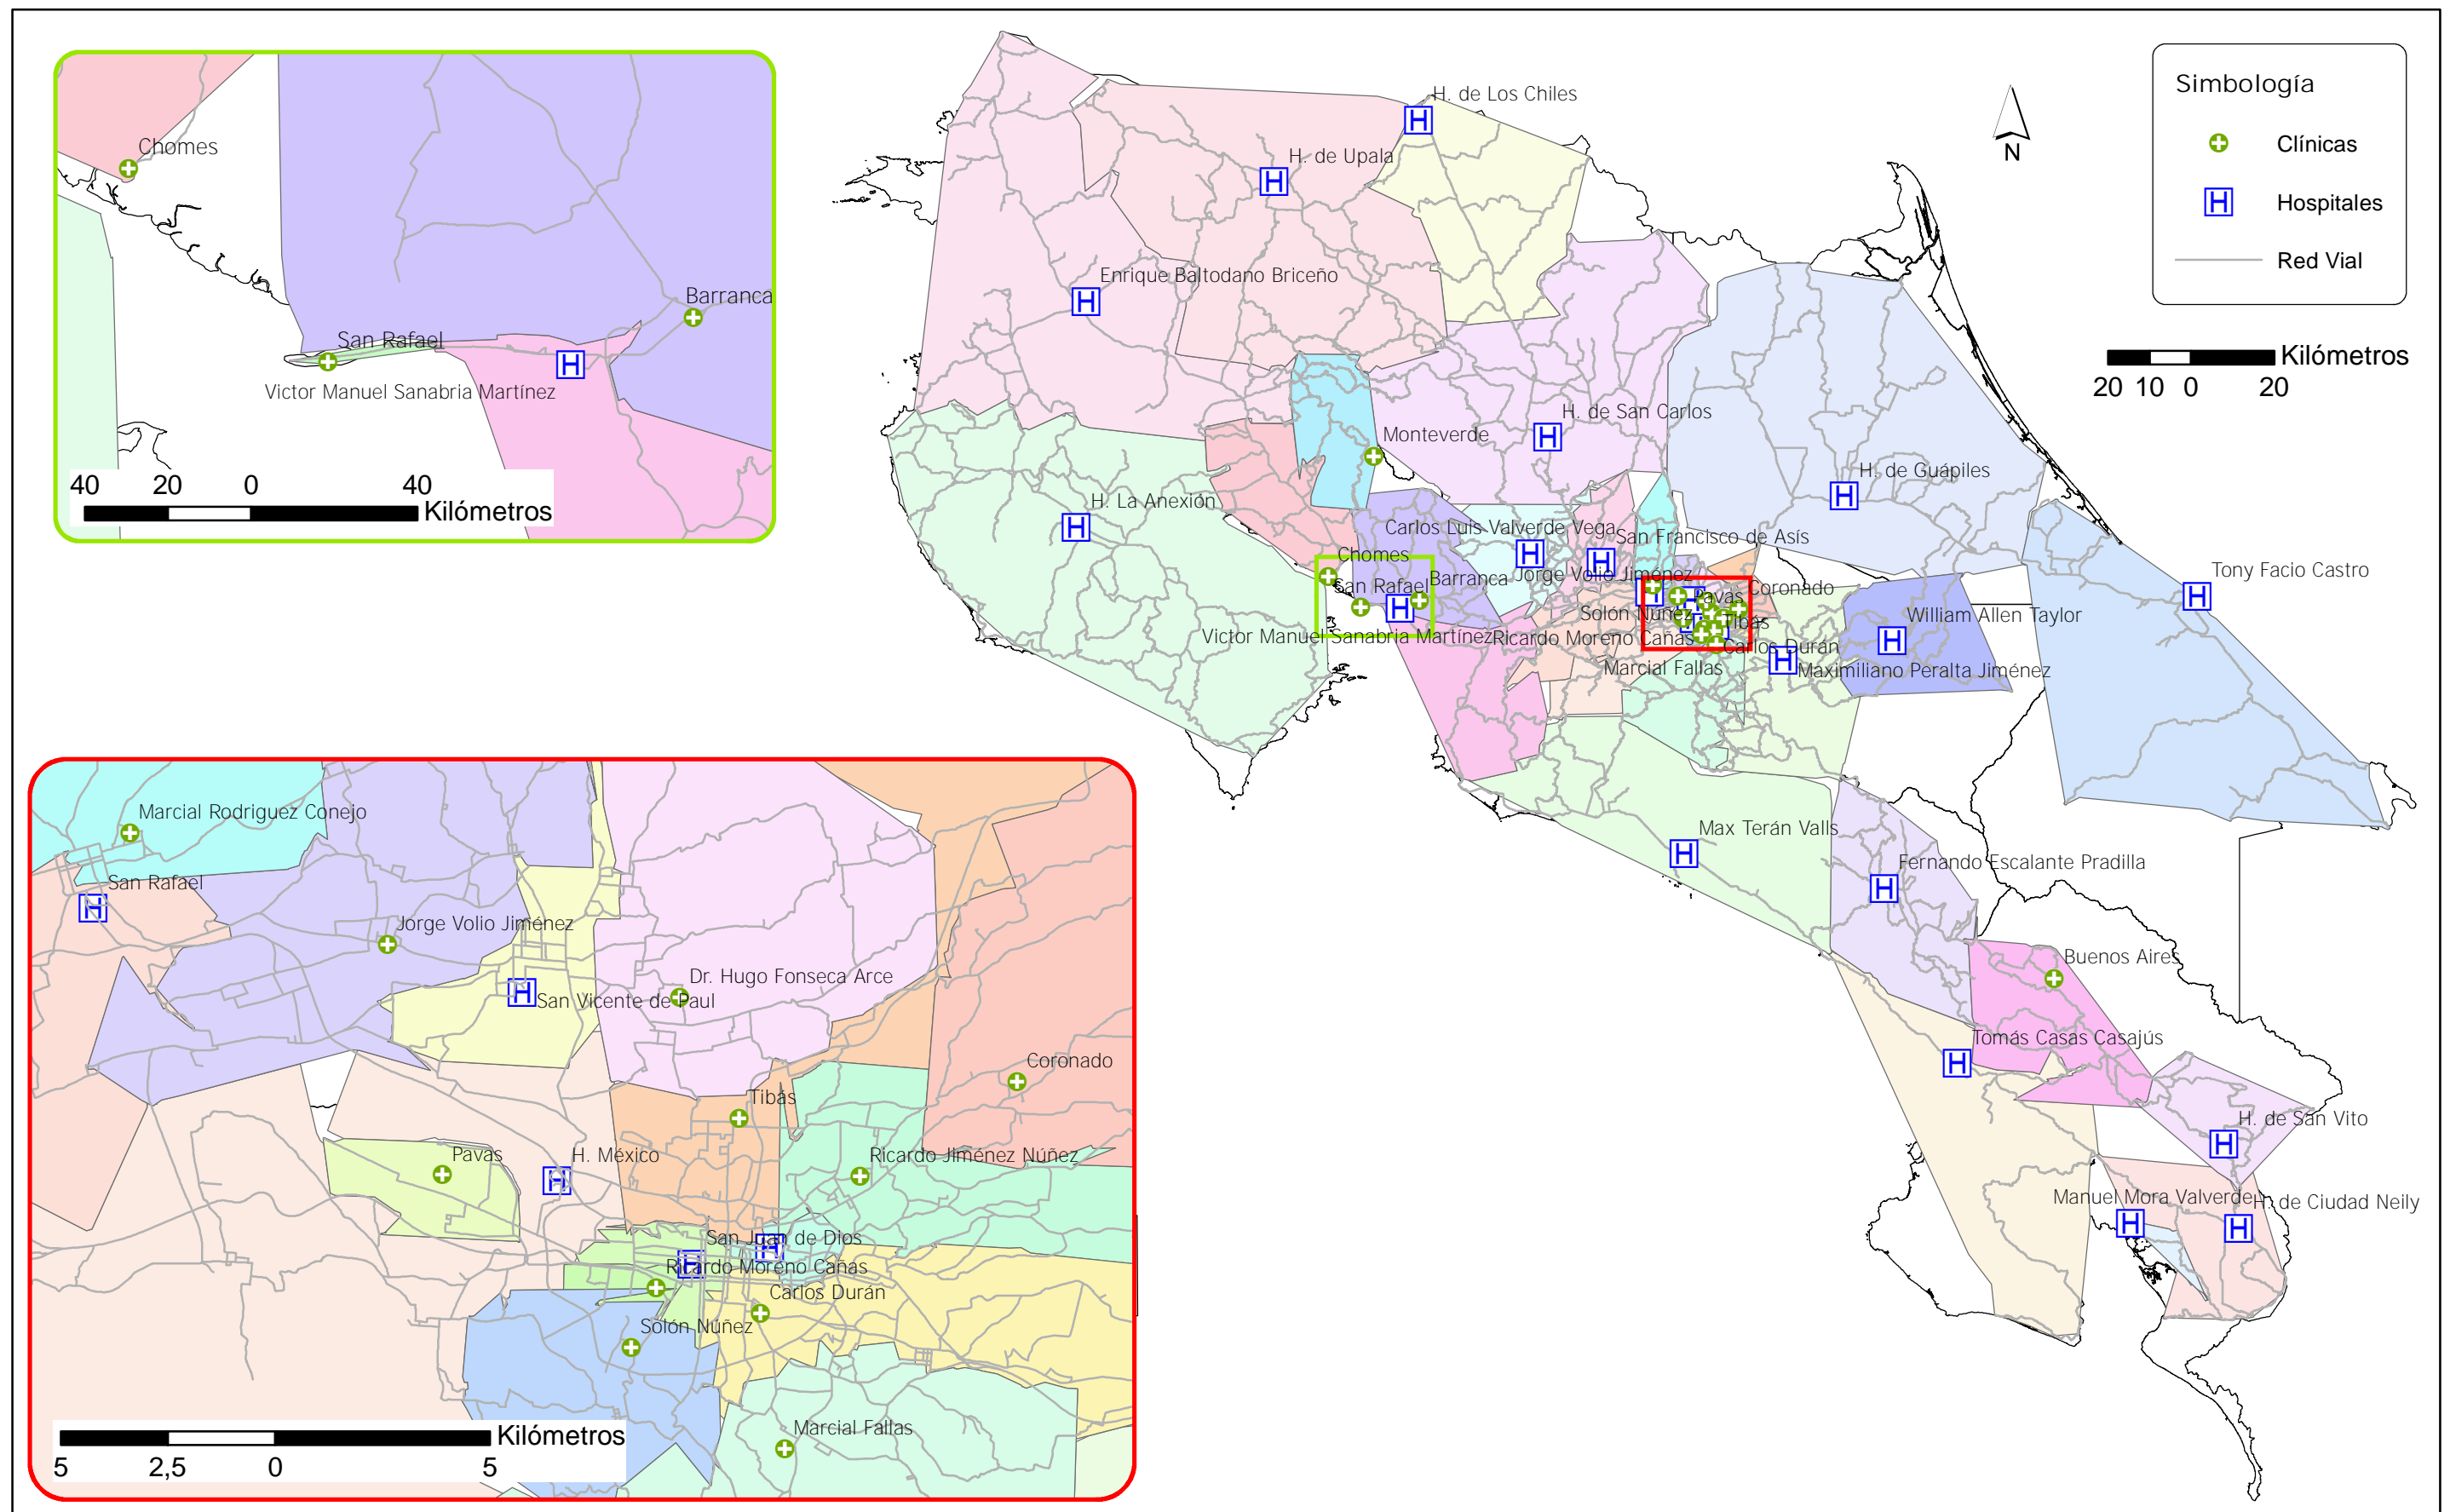 Chomes
San Rafael
Barranca
Victor Manuel Sanabria Martínez
40 20 0 40
Kilómetros
H. de Los Chiles
H. de Upala
Enrique Baltodano Briceño
H. de San Carlos
Monteverde
H. La Anexión
H. de Guápiles
Carlos Luis Valverde Vega
San Francisco de Asís
Chomes
San Rafael
Barranca
Jorge Volio Jiménez
Pavas
Coronado
Solón Núñez
Tibás
Victor Manuel Sanabria Martínez
Ricardo Moreno Cañas
Carlos Durán
Marcial Fallas
Maximiliano Peralta Jiménez
William Allen Taylor
Tony Facio Castro
Max Terán Valls
Fernando Escalante Pradilla
Buenos Aires
Tomás Casas Casajús
H. de San Vito
Manuel Mora Valverde
H. de Ciudad Neily
N
Simbología
Clínicas
Hospitales
Red Vial
Kilómetros
20 10 0 20
Marcial Rodriguez Conejo
San Rafael
Jorge Volio Jiménez
San Vicente de Paul
Dr. Hugo Fonseca Arce
Coronado
Tibás
Pavas
H. México
Ricardo Jiménez Núñez
San Juan de Dios
Ricardo Moreno Cañas
Carlos Durán
Solón Núñez
Marcial Fallas
Kilómetros
5 2,5 0 5